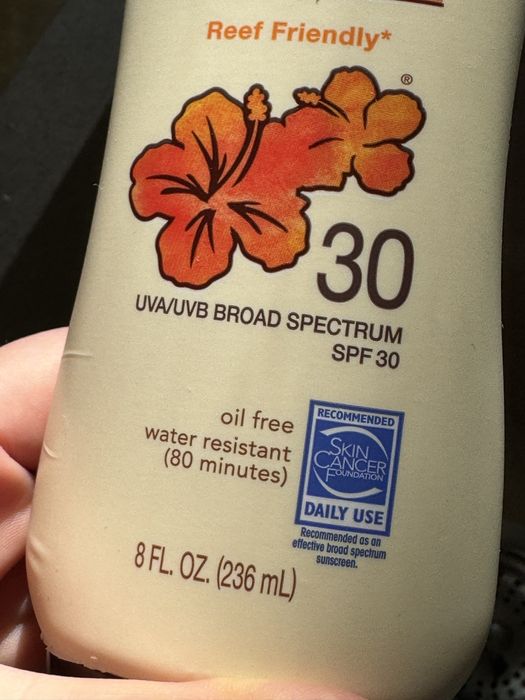 Reef Friendly*
®
30
UVA/UVB BROAD SPECTRUM
SPF 30
oil free
water resistant
(80 minutes)
RECOMMENDED
SKIN
CANCER
FOUNDATION
DAILY USE
Recommended as an
effective broad spectrum
sunscreen.
8 FL. OZ. (236 mL)